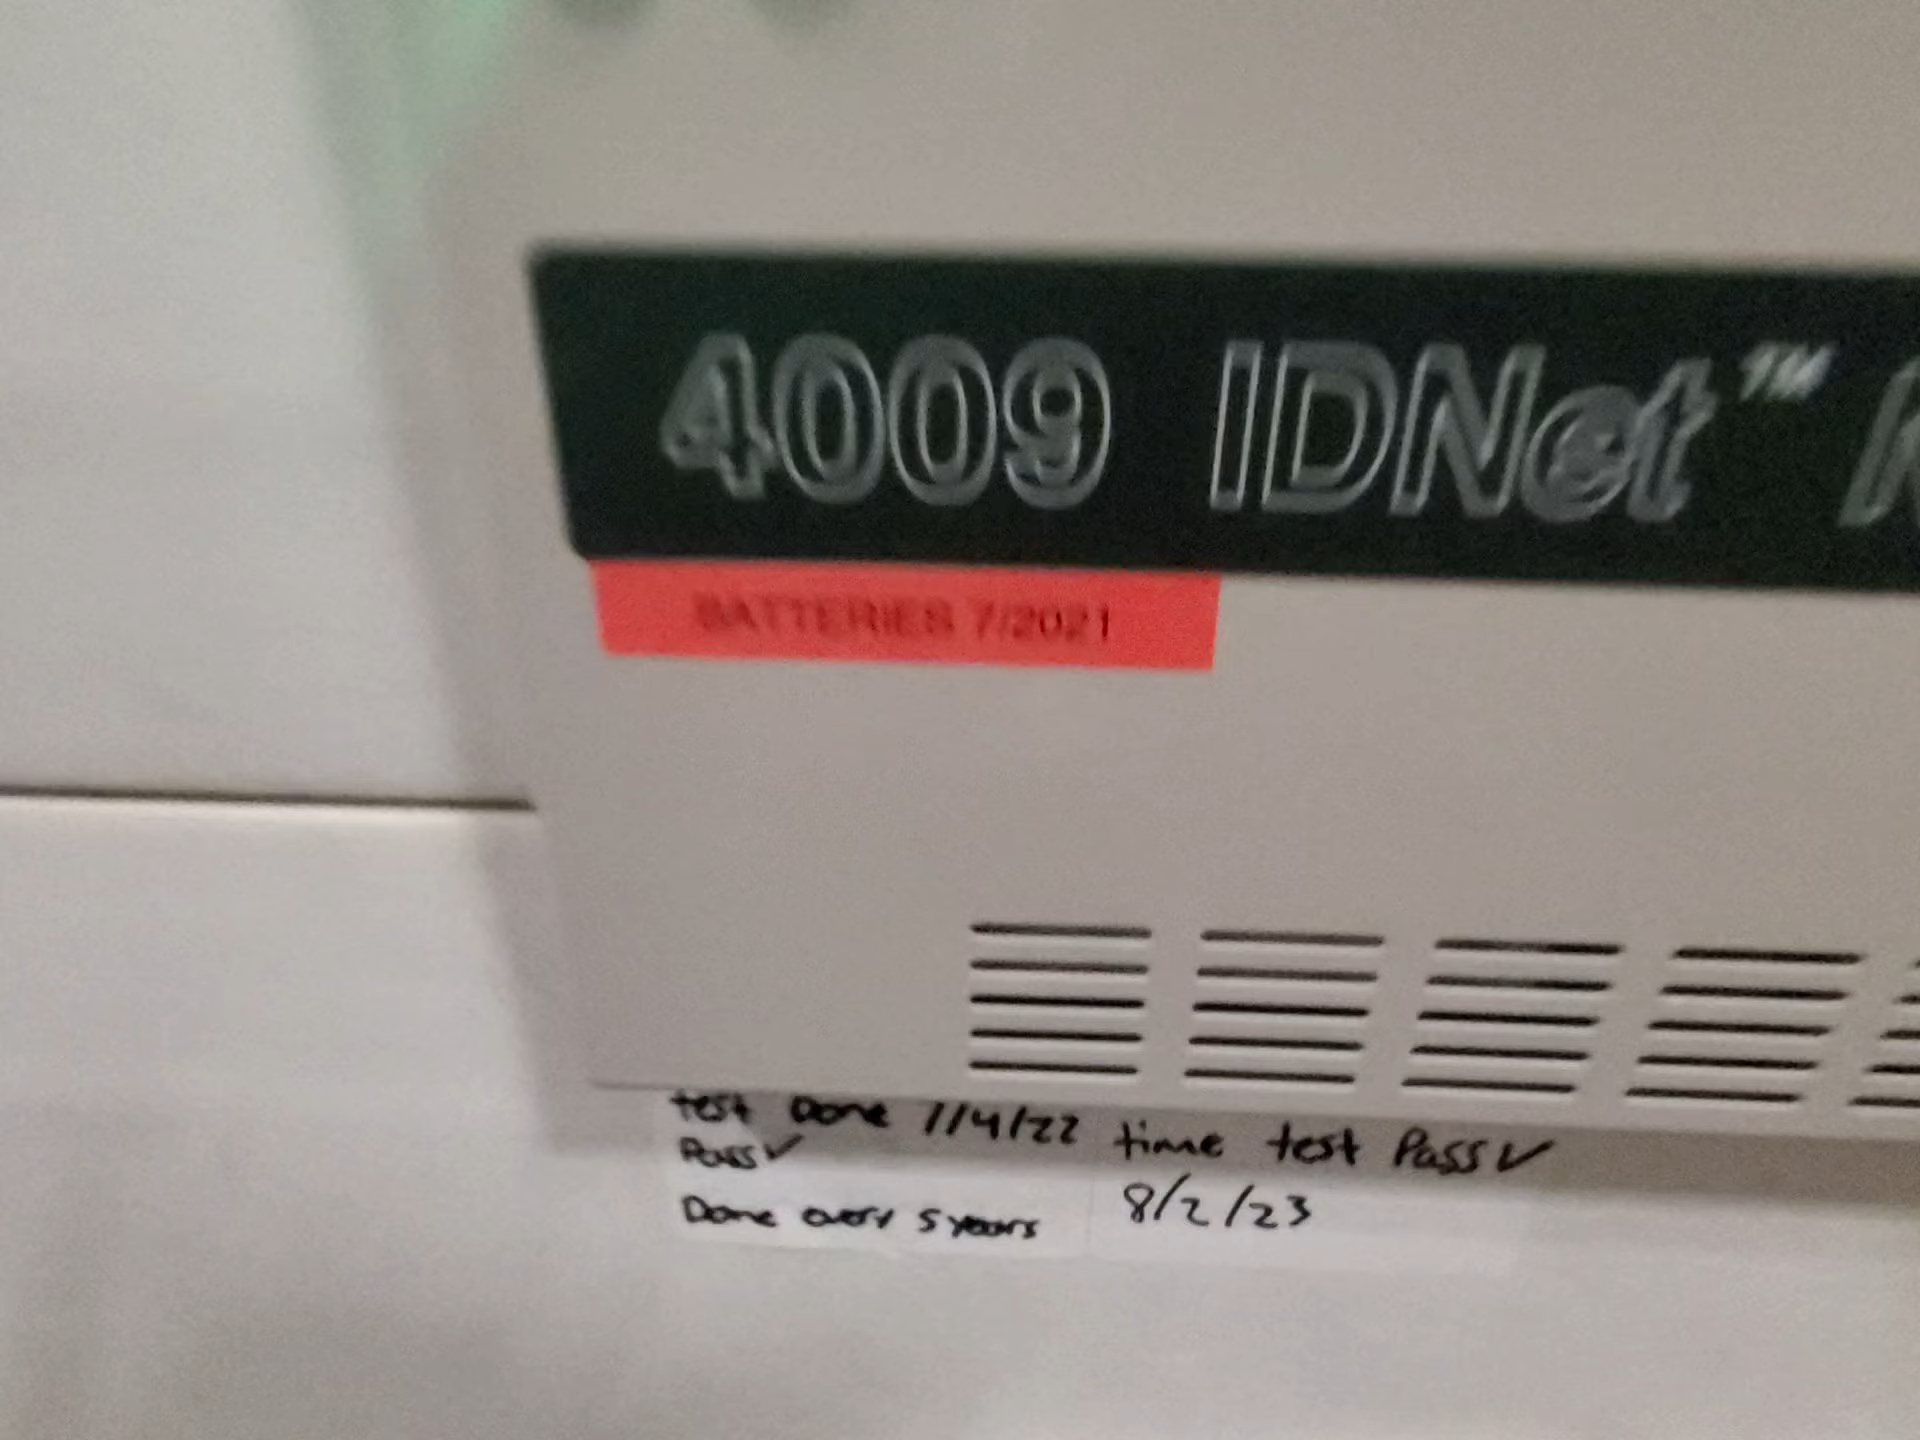 4009 IDNet™
BATTERIES 7/2021
test Done 1/4/22
Pass✓
Done over 5 years
time test Pass✓
8/2/23